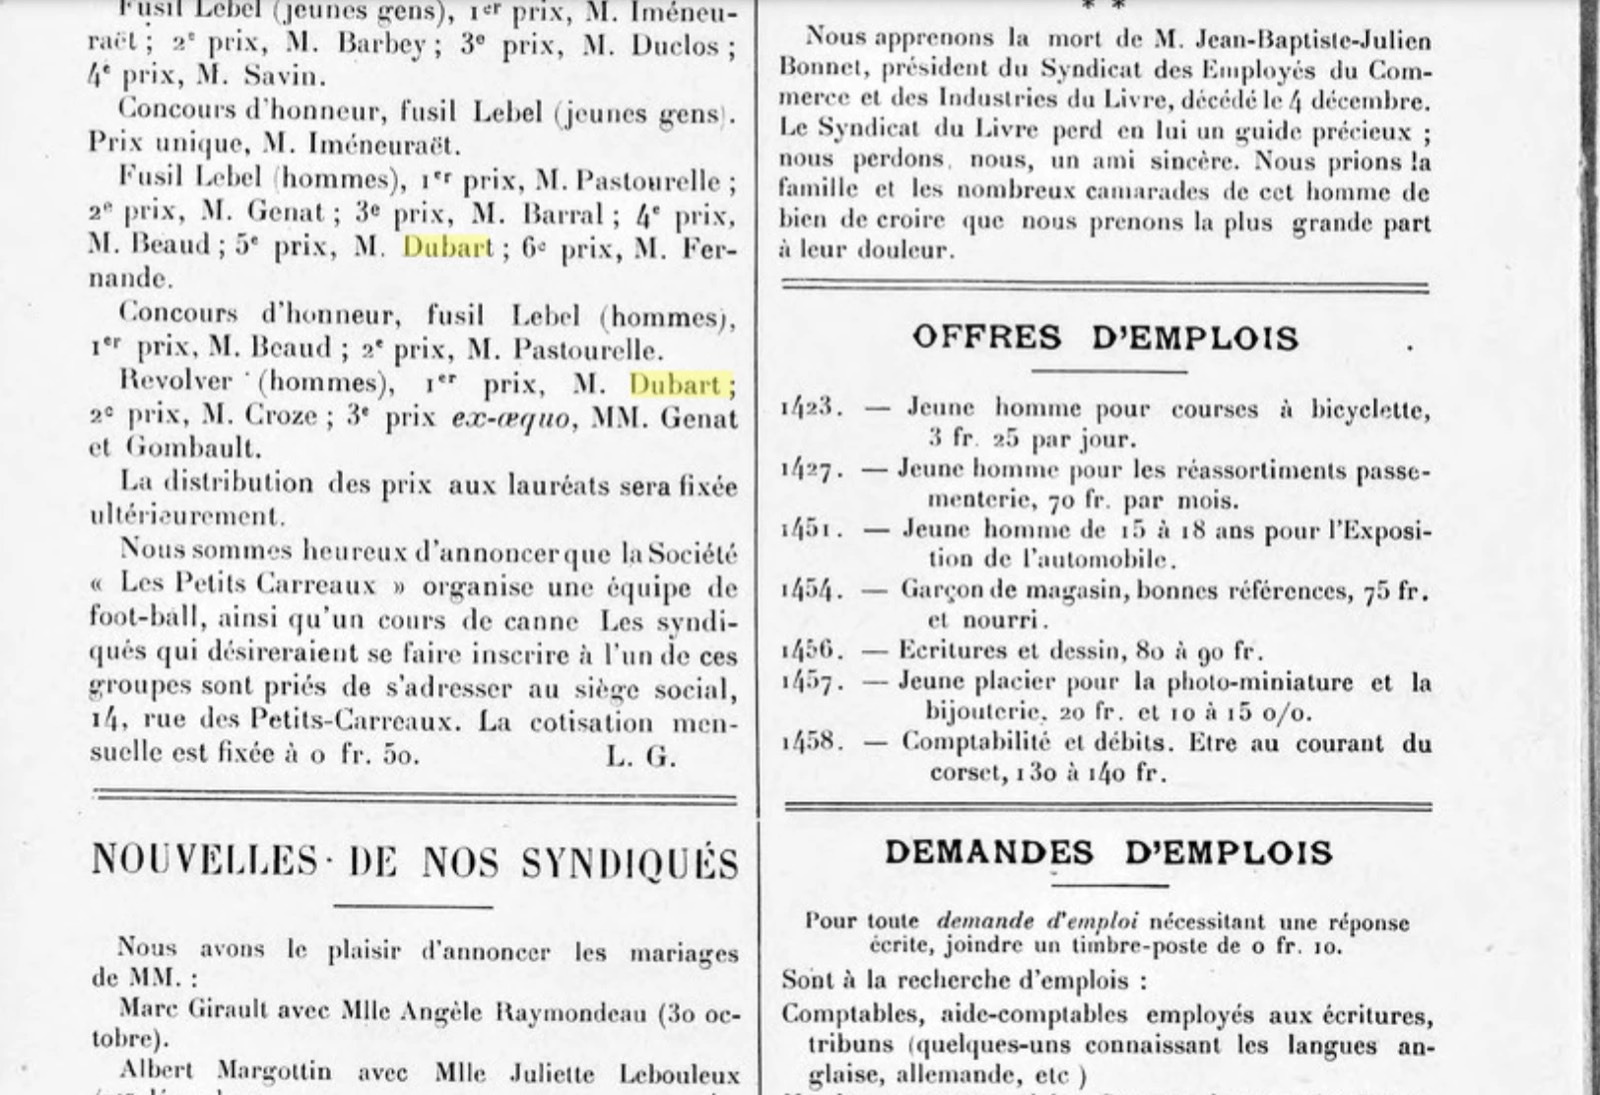 Fusil Lebel (jeunes gens), 1er prix, M. Iméneu-
raët ; 2e prix, M. Barbey ; 3e prix, M. Duclos ;
4e prix, M. Savin.
Concours d'honneur, fusil Lebel (jeunes gens).
Prix unique, M. Iméneuraët.
Fusil Lebel (hommes), 1er prix, M. Pastourelle ;
2e prix, M. Genat ; 3e prix, M. Barral ; 4e prix,
M. Beaud ; 5e prix, M. Dubart ; 6e prix, M. Fer-
nande.
Concours d'honneur, fusil Lebel (hommes),
1er prix, M. Beaud ; 2e prix, M. Pastourelle.
Revolver (hommes), 1er prix, M. Dubart ;
2e prix, M. Croze ; 3e prix ex-æquo, MM. Genat
et Gombault.
La distribution des prix aux lauréats sera fixée
ultérieurement.
Nous sommes heureux d'annoncer que la Société
« Les Petits Carreaux » organise une équipe de
foot-ball, ainsi qu'un cours de canne Les syndi-
qués qui désireraient se faire inscrire à l'un de ces
groupes sont priés de s'adresser au siège social,
14, rue des Petits-Carreaux. La cotisation men-
suelle est fixée à 0 fr. 50. L. G.
NOUVELLES DE NOS SYNDIQUÉS
Nous avons le plaisir d'annoncer les mariages
de MM. :
Marc Girault avec Mlle Angèle Raymondeau (30 oc-
tobre).
Albert Margottin avec Mlle Juliette Lebouleux
* *
Nous apprenons la mort de M. Jean-Baptiste-Julien
Bonnet, président du Syndicat des Employés du Com-
merce et des Industries du Livre, décédé le 4 décembre.
Le Syndicat du Livre perd en lui un guide précieux ;
nous perdons, nous, un ami sincère. Nous prions la
famille et les nombreux camarades de cet homme de
bien de croire que nous prenons la plus grande part
à leur douleur.
OFFRES D'EMPLOIS
1423. — Jeune homme pour courses à bicyclette,
3 fr. 25 par jour.
1427. — Jeune homme pour les réassortiments passe-
menterie, 70 fr. par mois.
1451. — Jeune homme de 15 à 18 ans pour l'Exposi-
tion de l'automobile.
1454. — Garçon de magasin, bonnes références, 75 fr.
et nourri.
1456. — Ecritures et dessin, 80 à 90 fr.
1457. — Jeune placier pour la photo-miniature et la
bijouterie, 20 fr. et 10 à 15 o/o.
1458. — Comptabilité et débits. Etre au courant du
corset, 130 à 140 fr.
DEMANDES D'EMPLOIS
Pour toute demande d'emploi nécessitant une réponse
écrite, joindre un timbre-poste de 0 fr. 10.
Sont à la recherche d'emplois :
Comptables, aide-comptables employés aux écritures,
tribuns (quelques-uns connaissant les langues an-
glaise, allemande, etc )